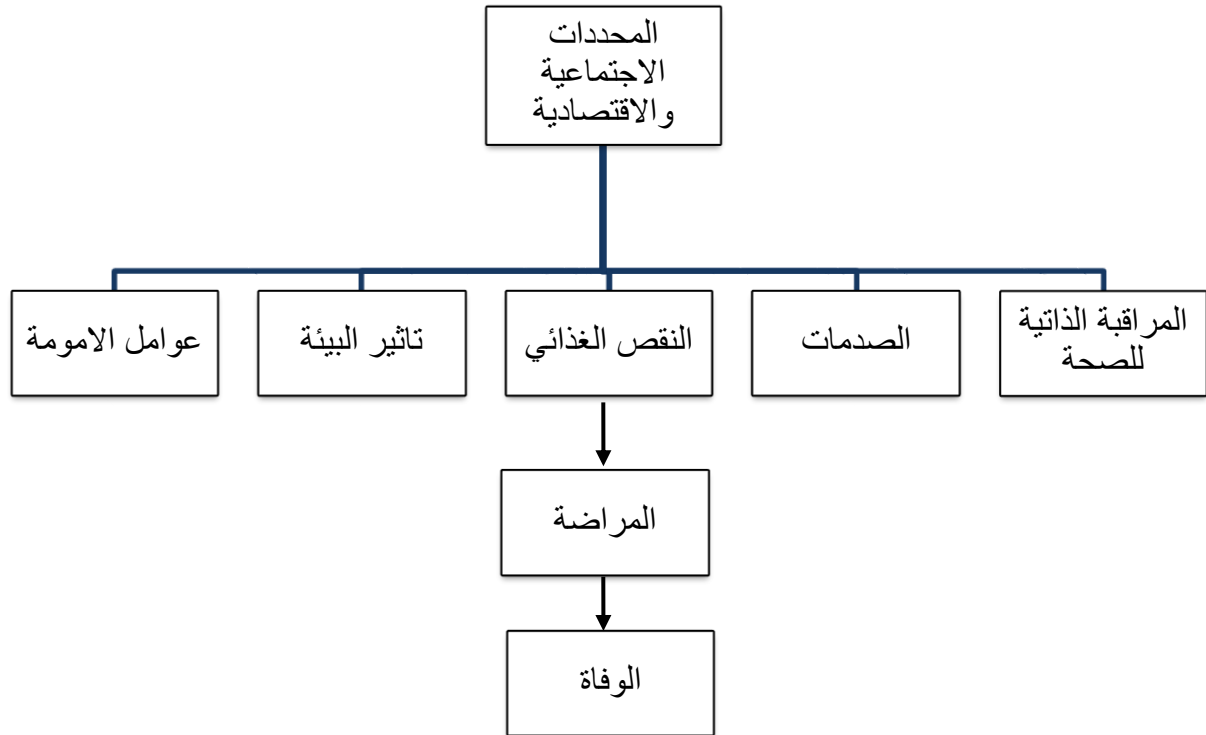 المحددات
الاجتماعية
والاقتصادية
المراقبة الذاتية
للصحة
الصدمات
النقص الغذائي
تاثير البيئة
عوامل الامومة
المراضة
الوفاة